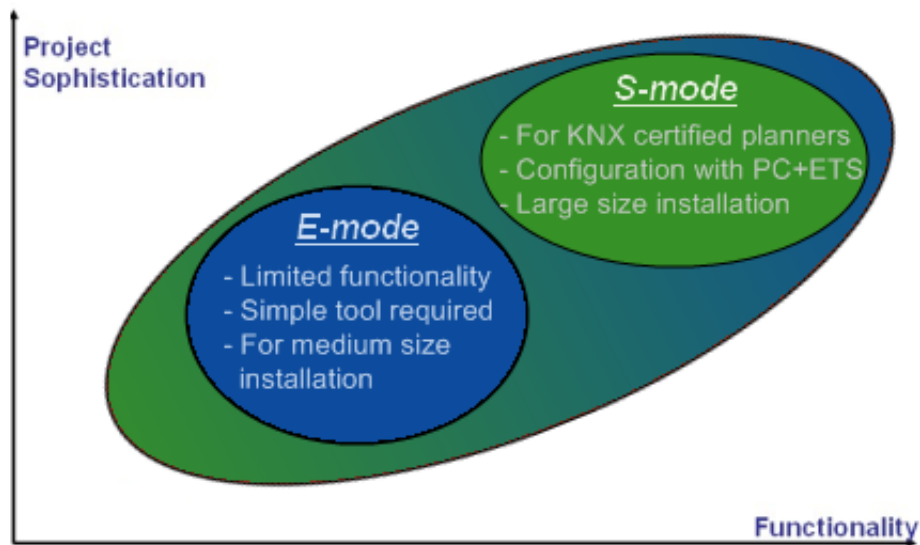 Project
Sophistication
S-mode
- For KNX certified planners
- Configuration with PC+ETS
- Large size installation
E-mode
- Limited functionality
- Simple tool required
- For medium size
installation
Functionality